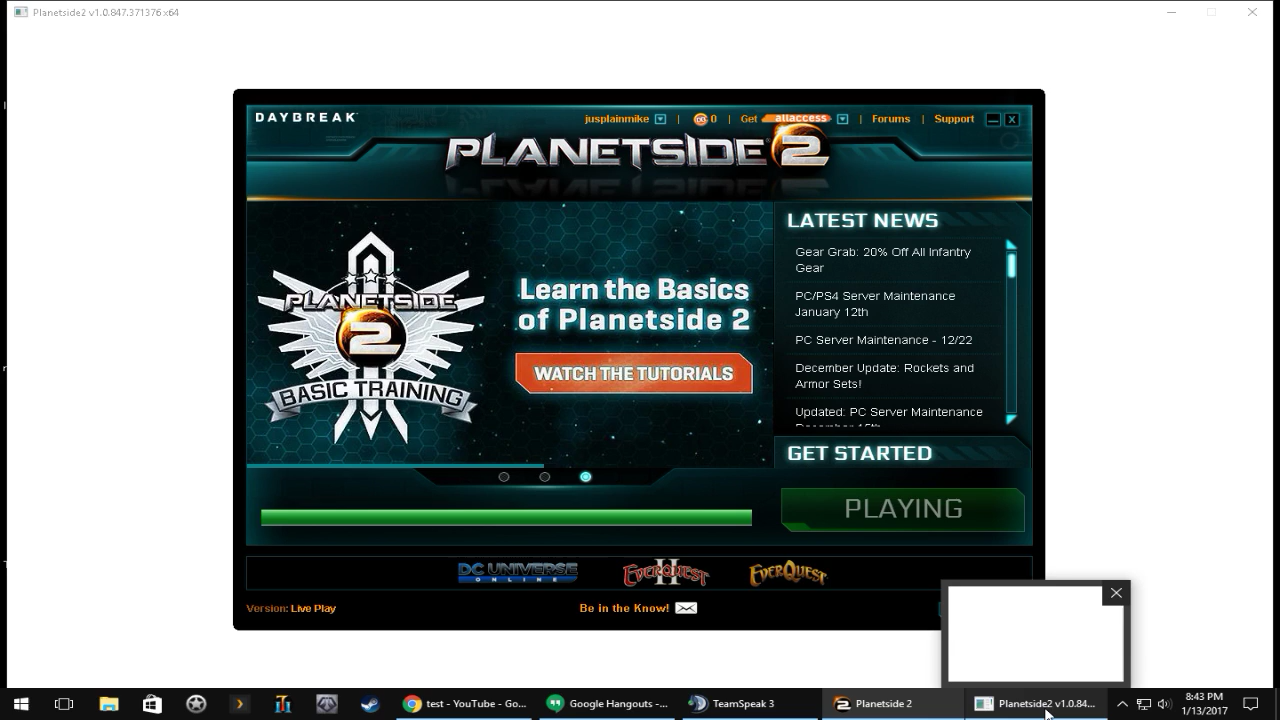 Planetside2 v1.0.847.371376 x64
DAYBREAK
jusplainmike | 0 | Get allaccess | Forums | Support
PLANETSIDE 2
LATEST NEWS
Gear Grab: 20% Off All Infantry
Gear
PC/PS4 Server Maintenance
January 12th
PC Server Maintenance - 12/22
December Update: Rockets and
Armor Sets!
Updated: PC Server Maintenance
December 15th
PLANETSIDE
2
BASIC TRAINING
Learn the Basics
of Planetside 2
WATCH THE TUTORIALS
GET STARTED
PLAYING
DC UNIVERSE
ONLINE
EVERQUEST II
EVERQUEST
Version: Live Play
Be in the Know!
test - YouTube - Go...
Google Hangouts -...
TeamSpeak 3
Planetside 2
Planetside2 v1.0.84...
8:43 PM
1/13/2017